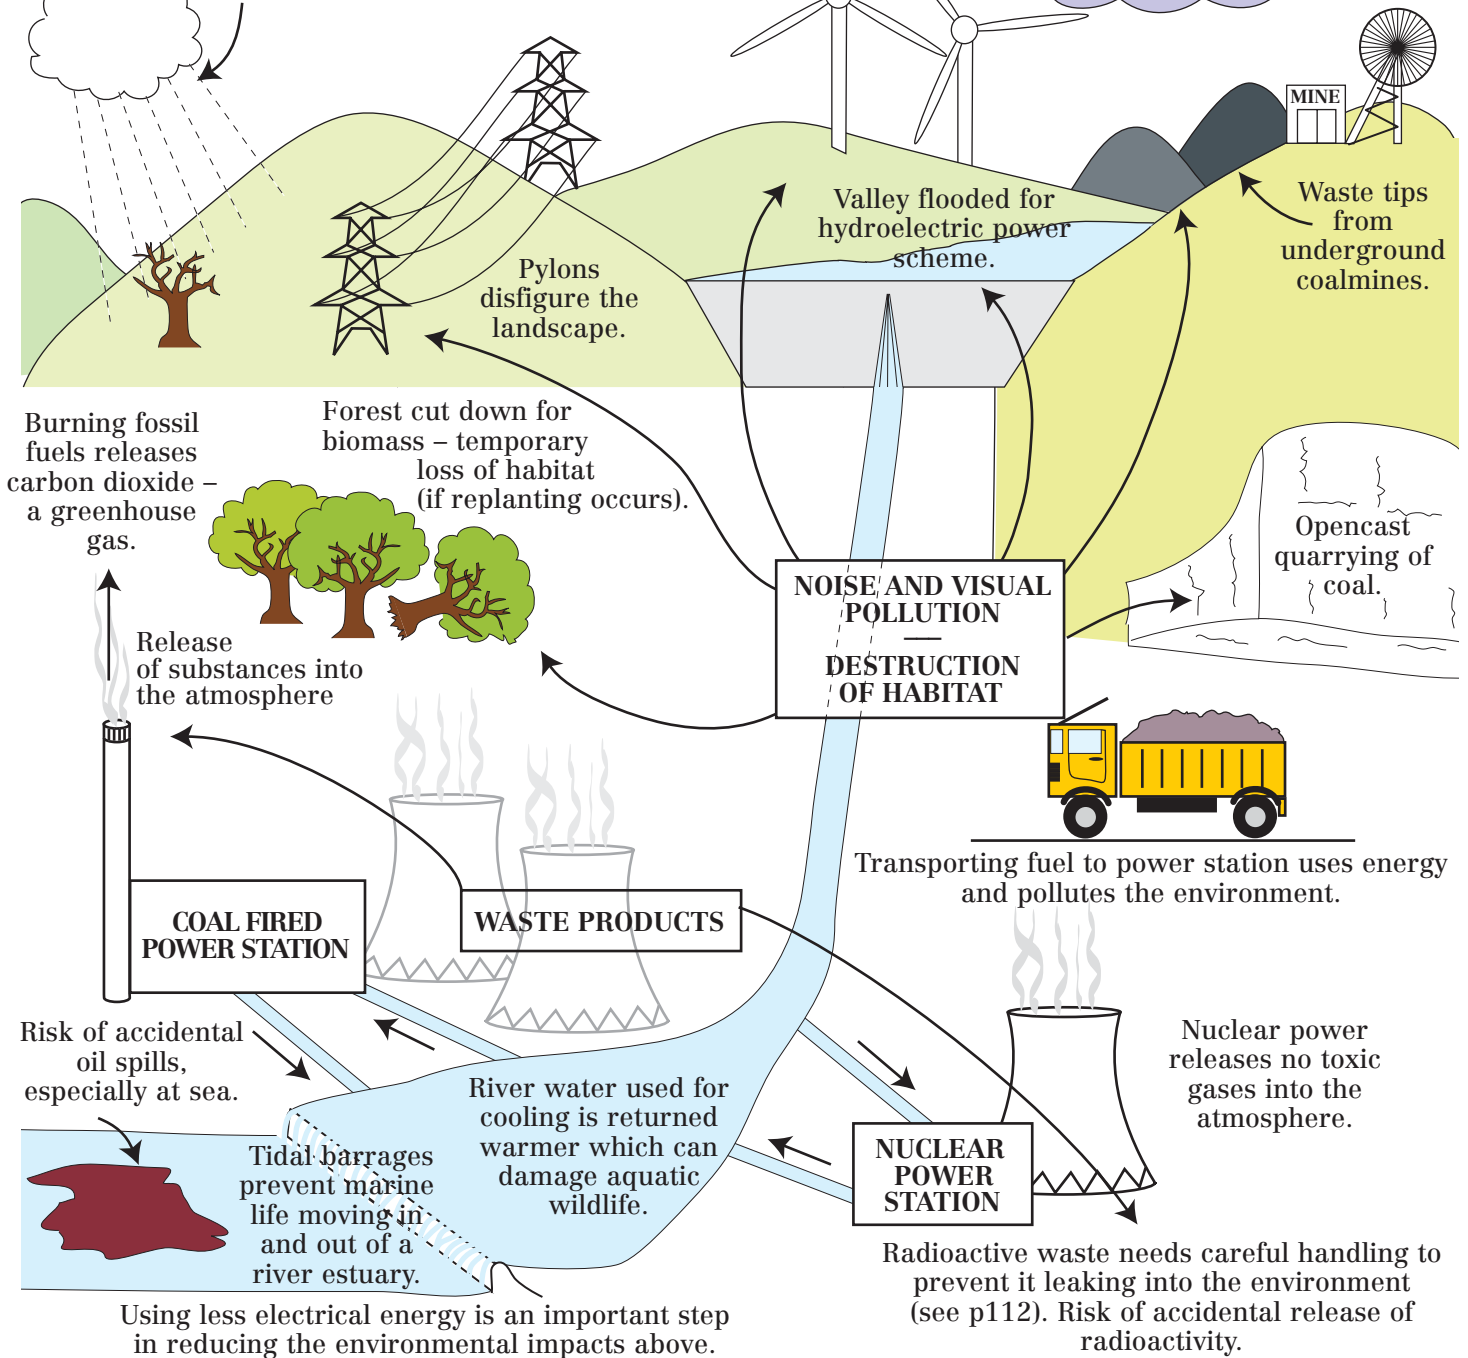 MINE
Valley flooded for
hydroelectric power
scheme.
Waste tips
from
underground
coalmines.
Pylons
disfigure the
landscape.
Burning fossil
fuels releases
carbon dioxide –
a greenhouse
gas.
Forest cut down for
biomass – temporary
loss of habitat
(if replanting occurs).
Opencast
quarrying of
coal.
NOISE AND VISUAL
POLLUTION
—
DESTRUCTION
OF HABITAT
Release
of substances into
the atmosphere
Transporting fuel to power station uses energy
and pollutes the environment.
COAL FIRED
POWER STATION
WASTE PRODUCTS
Risk of accidental
oil spills,
especially at sea.
Nuclear power
releases no toxic
gases into the
atmosphere.
River water used for
cooling is returned
warmer which can
damage aquatic
wildlife.
Tidal barrages
prevent marine
life moving in
and out of a
river estuary.
NUCLEAR
POWER
STATION
Radioactive waste needs careful handling to
prevent it leaking into the environment
(see p112). Risk of accidental release of
radioactivity.
Using less electrical energy is an important step
in reducing the environmental impacts above.